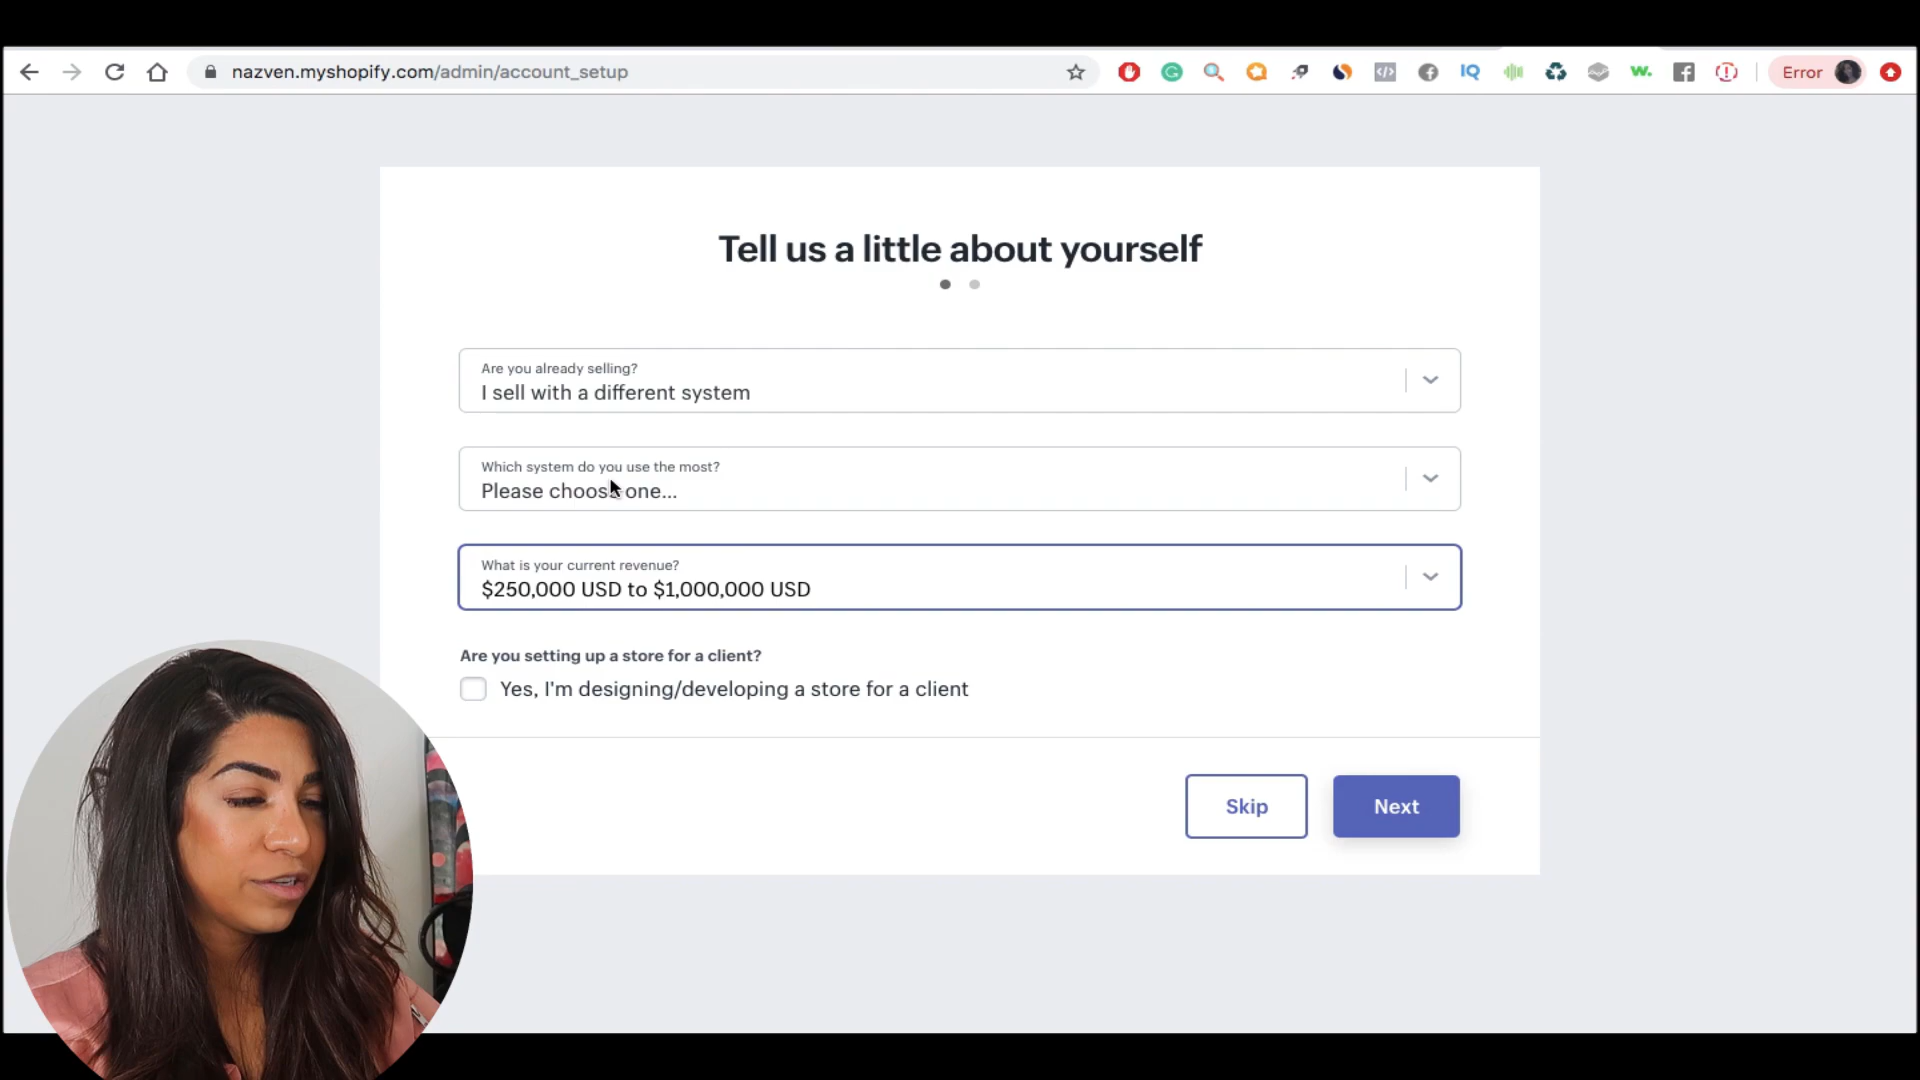 nazven.myshopify.com/admin/account_setup
IQ
w.
Error
Tell us a little about yourself
Are you already selling?
I sell with a different system
Which system do you use the most?
Please choose one...
What is your current revenue?
$250,000 USD to $1,000,000 USD
Are you setting up a store for a client?
Yes, I'm designing/developing a store for a client
Skip
Next